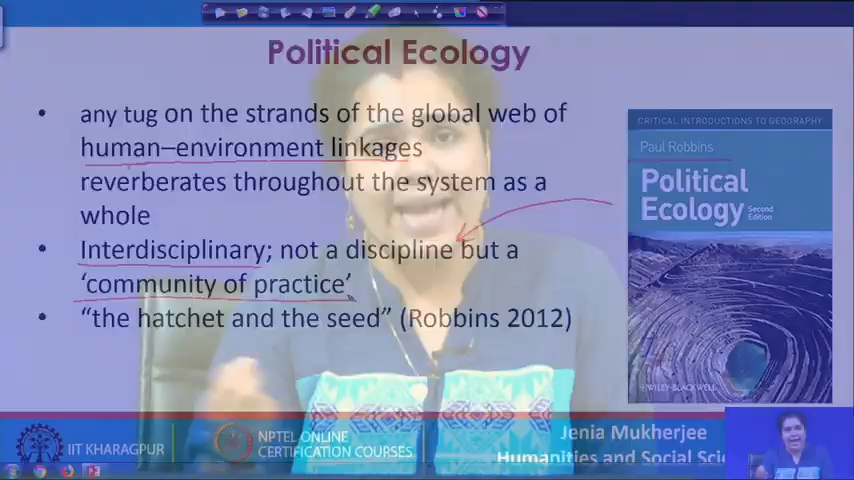 Political Ecology
• any tug on the strands of the global web of
human–environment linkages
reverberates throughout the system as a
whole
• Interdisciplinary; not a discipline but a
‘community of practice’
• “the hatchet and the seed” (Robbins 2012)
CRITICAL INTRODUCTIONS TO GEOGRAPHY
Paul Robbins
Political
Ecology Second
Edition
WILEY-BLACKWELL
IIT KHARAGPUR
NPTEL ONLINE
CERTIFICATION COURSES
Jenia Mukherjee
Humanities and Social Sci